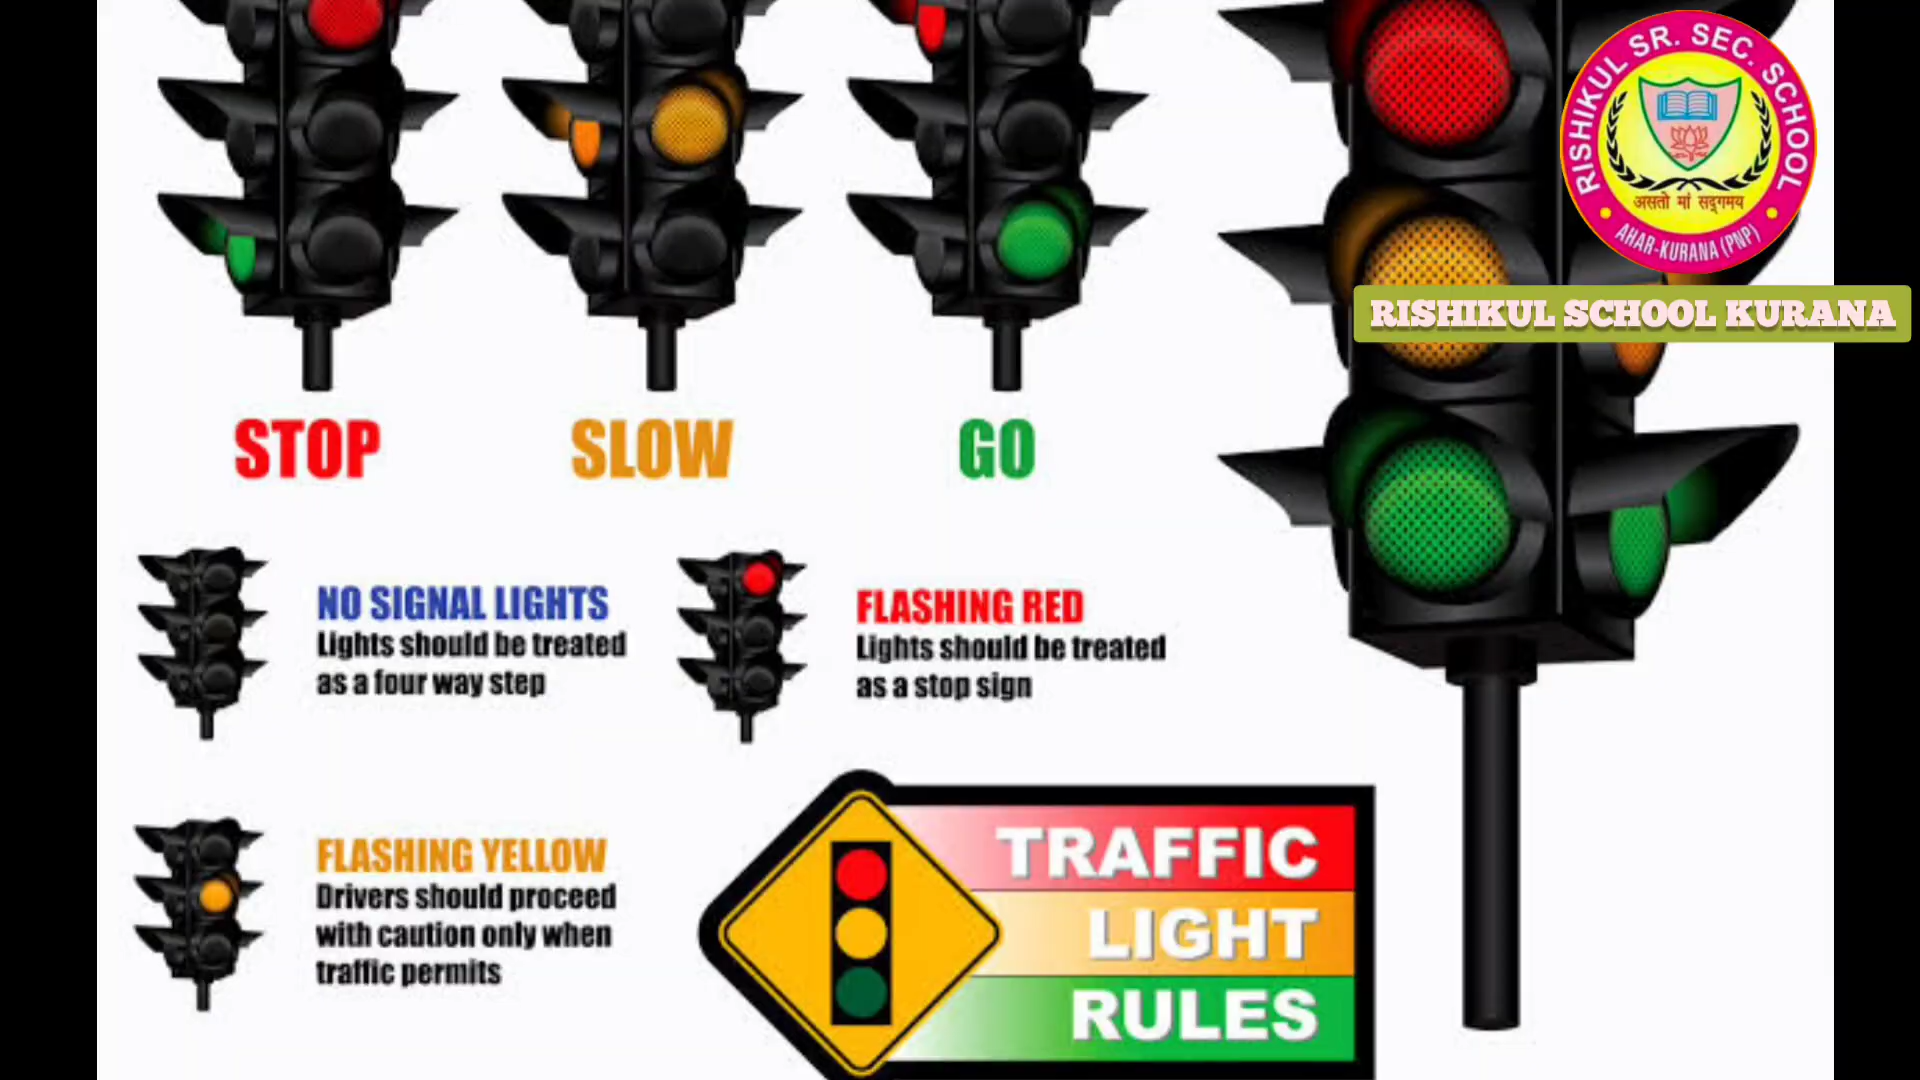 RISHIKUL SR. SEC. SCHOOL
असतो मां सद्गमय
AHAR-KURANA (PNP)
RISHIKUL SCHOOL KURANA
STOP
SLOW
GO
NO SIGNAL LIGHTS
Lights should be treated
as a four way step
FLASHING RED
Lights should be treated
as a stop sign
FLASHING YELLOW
Drivers should proceed
with caution only when
traffic permits
TRAFFIC
LIGHT
RULES